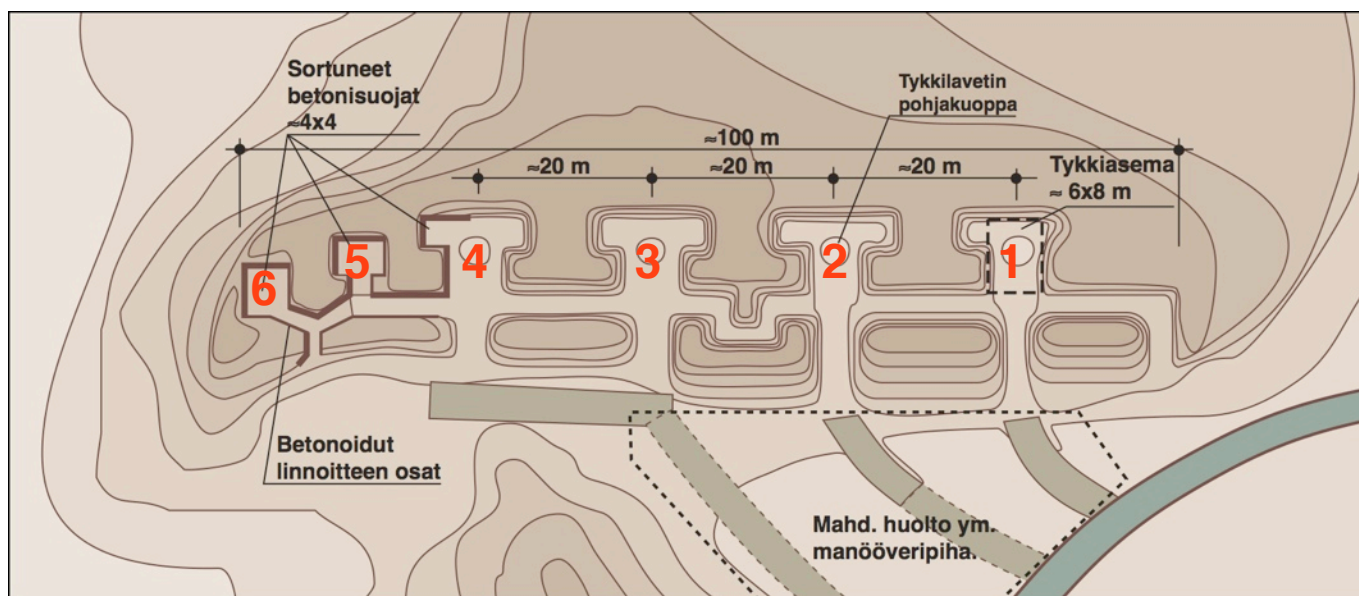 Sortuneet
betonisuojat
≈4x4
Tykkilavetin
pohjakuoppa
≈100 m
≈20 m
≈20 m
≈20 m
Tykkiasema
≈ 6x8 m
6
5
4
3
2
1
Betonoidut
linnoitteen osat
Mahd. huolto ym.
manööveripiha.